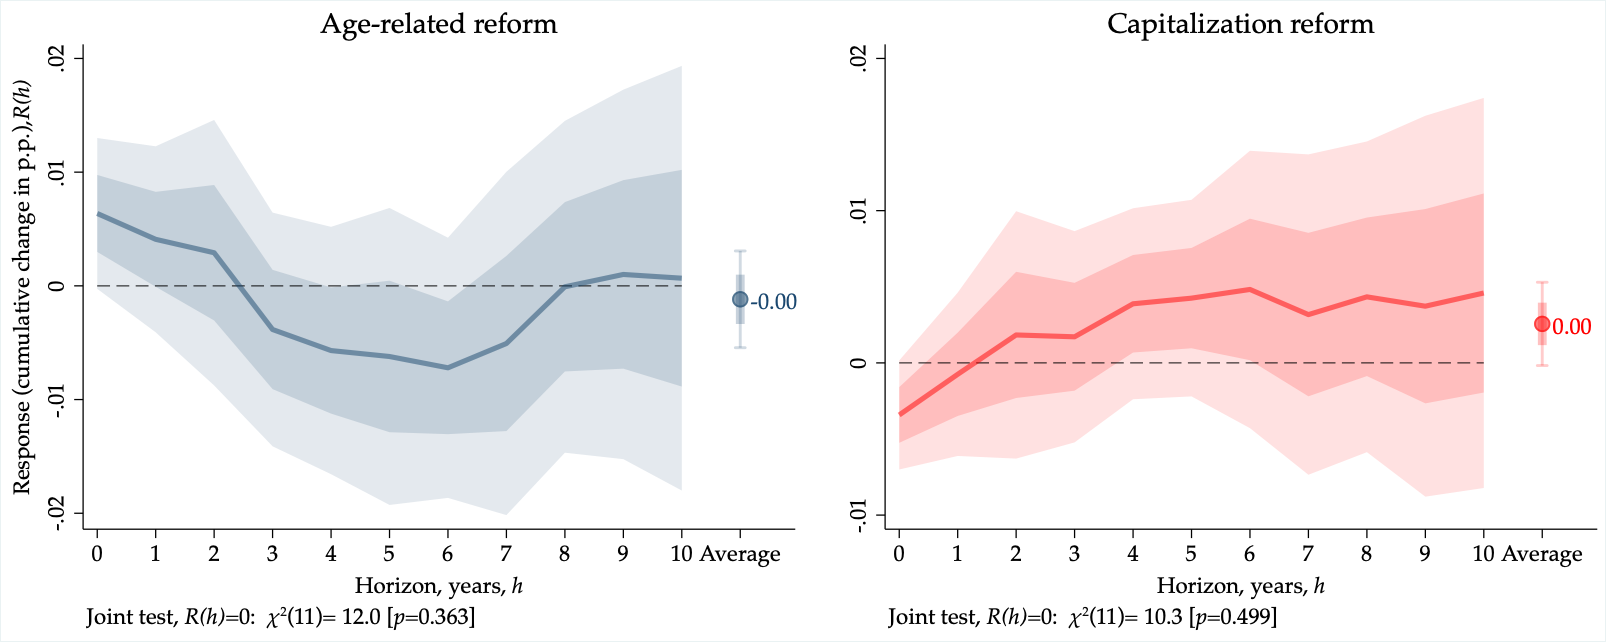 Age-related reform
Response (cumulative change in p.p.),R(h)
.02
.01
0
-.01
-.02
-0.00
0 1 2 3 4 5 6 7 8 9 10 Average
Horizon, years, h
Joint test, R(h)=0: χ²(11)= 12.0 [p=0.363]
Capitalization reform
.02
.01
0
-.01
0.00
0 1 2 3 4 5 6 7 8 9 10 Average
Horizon, years, h
Joint test, R(h)=0: χ²(11)= 10.3 [p=0.499]